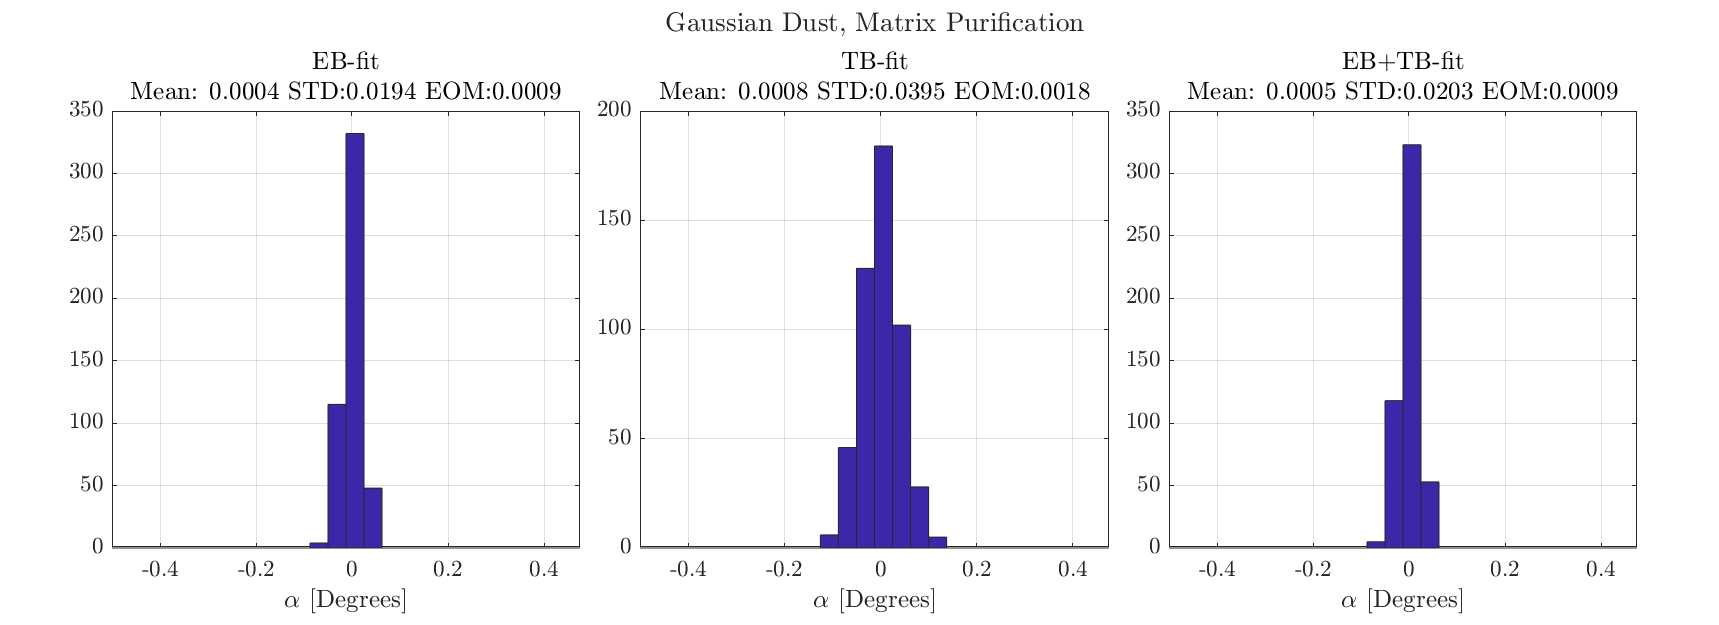 Gaussian Dust, Matrix Purification
EB-fit
Mean: 0.0004 STD:0.0194 EOM:0.0009
350
300
250
200
150
100
50
0
-0.4 -0.2 0 0.2 0.4
α [Degrees]
TB-fit
Mean: 0.0008 STD:0.0395 EOM:0.0018
200
150
100
50
0
-0.4 -0.2 0 0.2 0.4
α [Degrees]
EB+TB-fit
Mean: 0.0005 STD:0.0203 EOM:0.0009
350
300
250
200
150
100
50
0
-0.4 -0.2 0 0.2 0.4
α [Degrees]